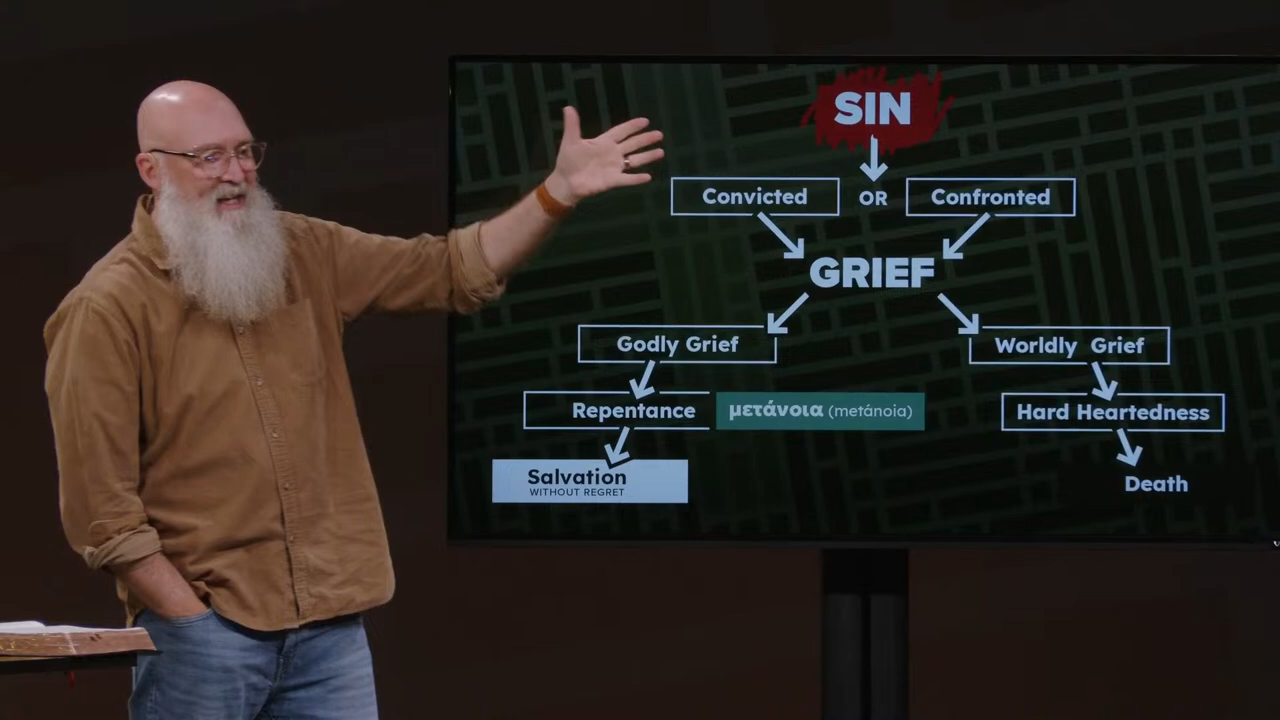 SIN
Convicted OR Confronted
GRIEF
Godly Grief
Worldly Grief
Repentance
μετάνοια (metánoia)
Hard Heartedness
Salvation
WITHOUT REGRET
Death